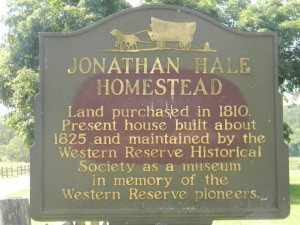 JONATHAN HALE
HOMESTEAD
Land purchased in 1810.
Present house built about
1825 and maintained by the
Western Reserve Historical
Society as a museum
in memory of the
Western Reserve pioneers.